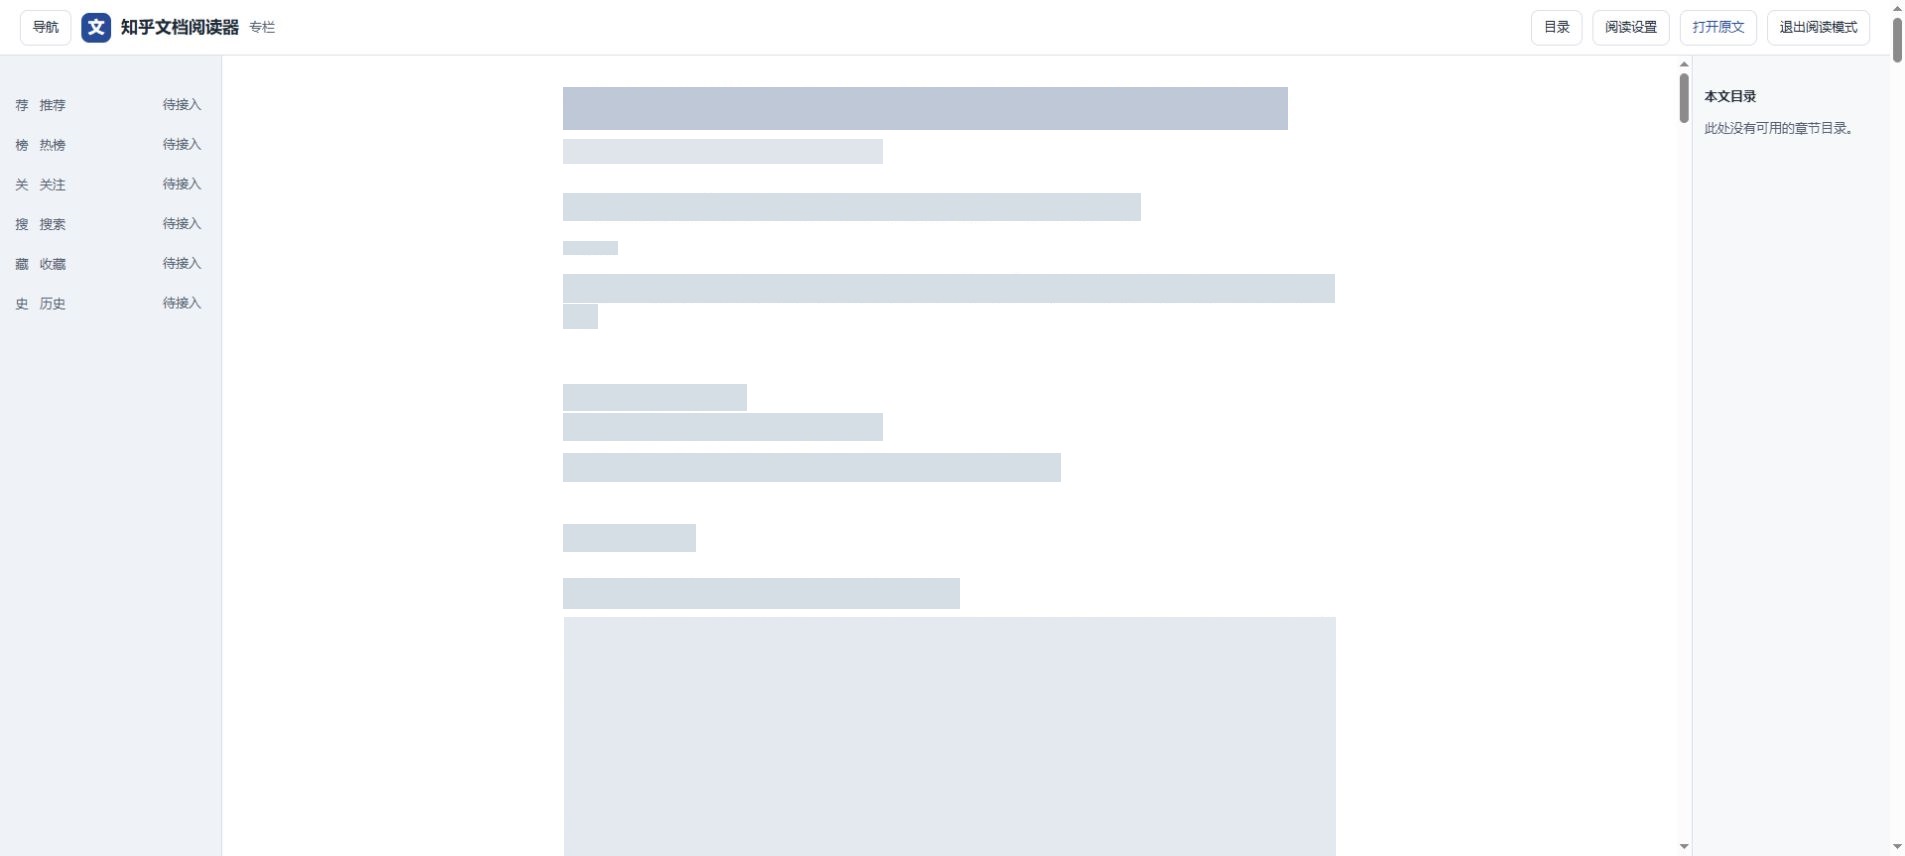 导航 文 知乎文档阅读器 专栏 目录 阅读设置 打开原文 退出阅读模式
荐 推荐 待接入
榜 热榜 待接入
关 关注 待接入
搜 搜索 待接入
藏 收藏 待接入
史 历史 待接入
本文目录
此处没有可用的章节目录。